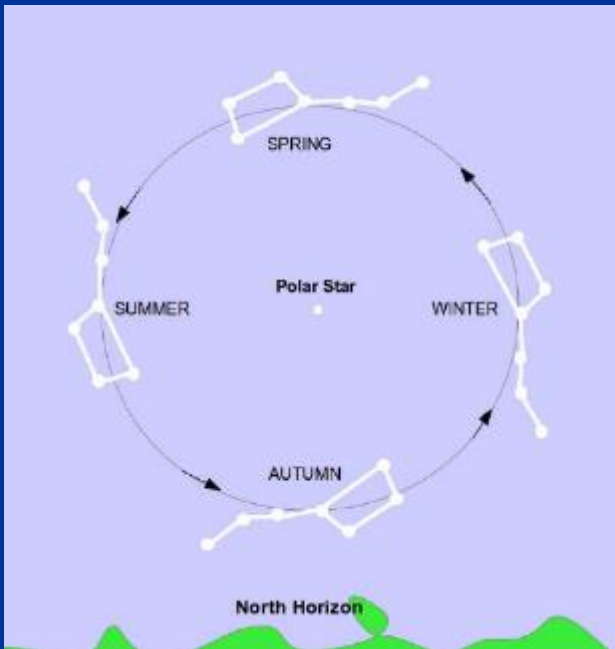 SPRING
Polar Star
SUMMER
WINTER
AUTUMN
North Horizon